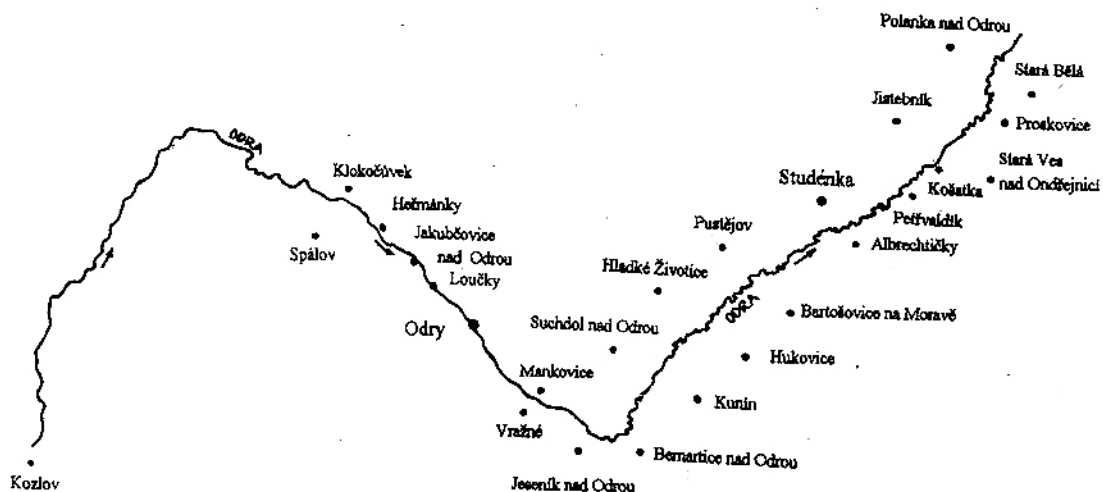 Polanka nad Odrou
Stará Bělá
Jistebník
Proskovice
ODRA
Stará Ves
nad Ondřejnicí
Klokočůvek
Studénka
Košatka
Heřmánky
Petřvaldík
Jakubčovice
nad Odrou
Pustějov
Albrechtičky
Spálov
Loučky
Hladké Životice
ODRA
Bartošovice na Moravě
Odry
Suchdol nad Odrou
Hukovice
Mankovice
Kunín
Vražné
Bernartice nad Odrou
Kozlov
Jeseník nad Odrou